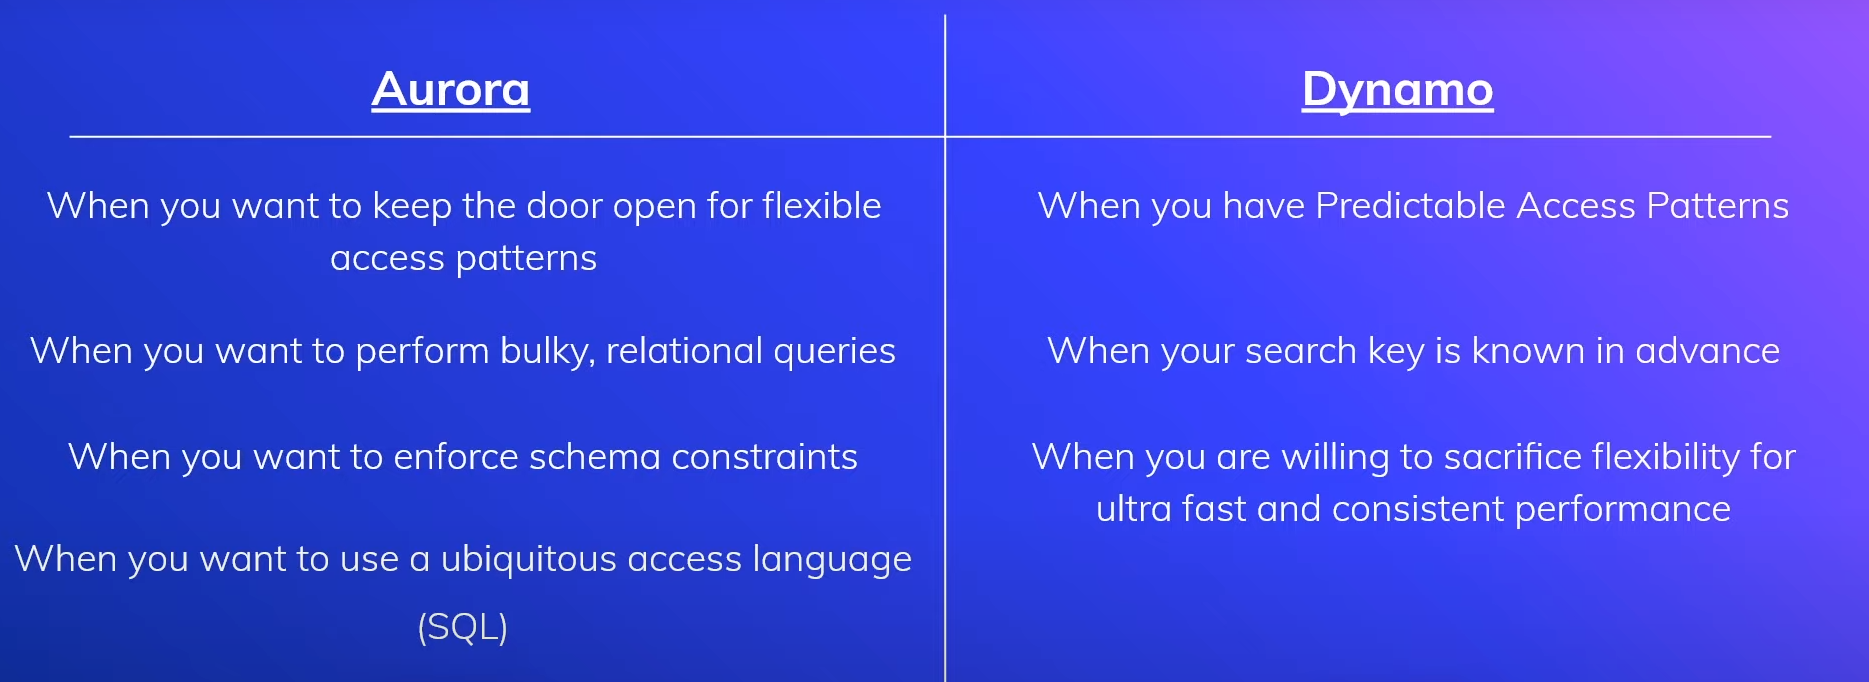 Aurora
When you want to keep the door open for flexible
access patterns
When you want to perform bulky, relational queries
When you want to enforce schema constraints
When you want to use a ubiquitous access language
(SQL)
Dynamo
When you have Predictable Access Patterns
When your search key is known in advance
When you are willing to sacrifice flexibility for
ultra fast and consistent performance